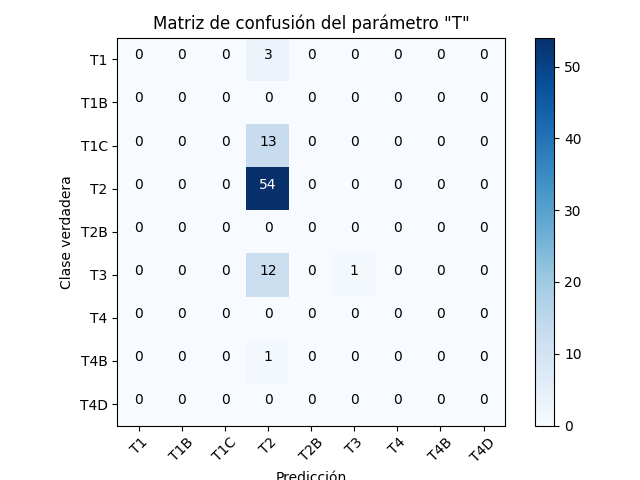 Matriz de confusión del parámetro "T"
T1 0 0 0 3 0 0 0 0 0
T1B 0 0 0 0 0 0 0 0 0
T1C 0 0 0 13 0 0 0 0 0
T2 0 0 0 54 0 0 0 0 0
T2B 0 0 0 0 0 0 0 0 0
T3 0 0 0 12 0 1 0 0 0
T4 0 0 0 0 0 0 0 0 0
T4B 0 0 0 1 0 0 0 0 0
T4D 0 0 0 0 0 0 0 0 0
T1 T1B T1C T2 T2B T3 T4 T4B T4D
Predicción
Clase verdadera
50
40
30
20
10
0